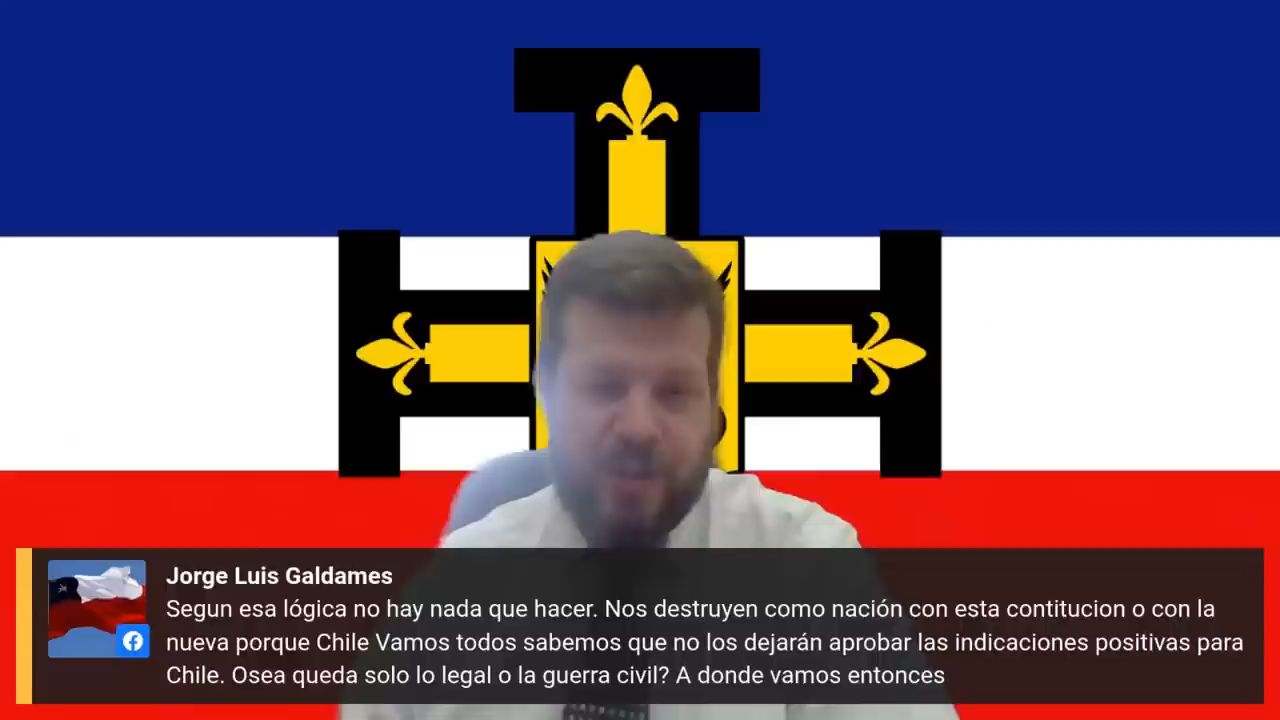 Jorge Luis Galdames
Segun esa lógica no hay nada que hacer. Nos destruyen como nación con esta contitucion o con la
nueva porque Chile Vamos todos sabemos que no los dejarán aprobar las indicaciones positivas para
Chile. Osea queda solo lo legal o la guerra civil? A donde vamos entonces